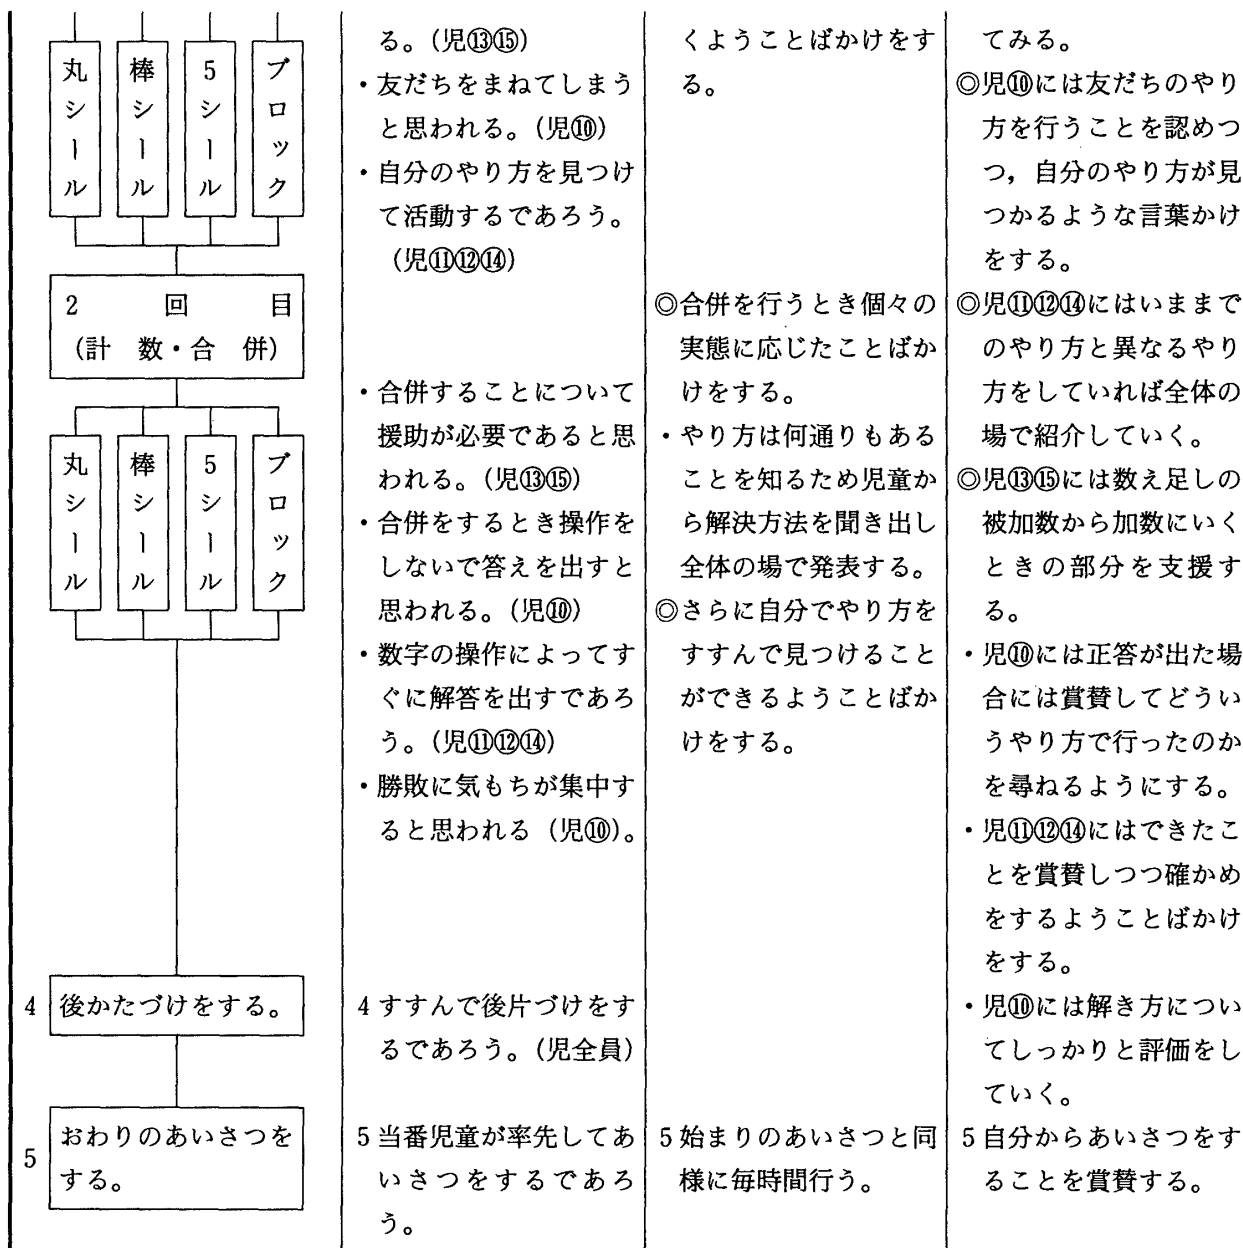 丸シール
棒シール
5シール
ブロック
2回目
(計数・合併)
丸シール
棒シール
5シール
ブロック
4 後かたづけをする。
5 おわりのあいさつを
する。
る。(児⑬⑮)
・友だちをまねてしまう
と思われる。(児⑩)
・自分のやり方を見つけ
て活動するであろう。
(児⑪⑫⑭)
・合併することについて
援助が必要であると思
われる。(児⑬⑮)
・合併をするとき操作を
しないで答えを出すと
思われる。(児⑩)
・数字の操作によってす
ぐに解答を出すであろ
う。(児⑪⑫⑭)
・勝敗に気もちが集中す
ると思われる (児⑩)。
4 すすんで後片づけをす
るであろう。(児全員)
5 当番児童が率先してあ
いさつをするであろ
う。
くようことばかけをす
る。
◎合併を行うとき個々の
実態に応じたことばか
けをする。
・やり方は何通りもある
ことを知るため児童か
ら解決方法を聞き出し
全体の場で発表する。
◎さらに自分でやり方を
すすんで見つけること
ができるようことばか
けをする。
5 始まりのあいさつと同
様に毎時間行う。
てみる。
◎児⑩には友だちのやり
方を行うことを認めつ
つ,自分のやり方が見
つかるような言葉かけ
をする。
◎児⑪⑫⑭にはいままで
のやり方と異なるやり
方をしていれば全体の
場で紹介していく。
◎児⑬⑮には数え足しの
被加数から加数にいく
ときの部分を支援す
る。
・児⑩には正答が出た場
合には賞賛してどうい
うやり方で行ったのか
を尋ねるようにする。
・児⑪⑫⑭にはできたこ
とを賞賛しつつ確かめ
をするようことばかけ
をする。
・児⑩には解き方につい
てしっかりと評価をし
ていく。
5 自分からあいさつをす
ることを賞賛する。